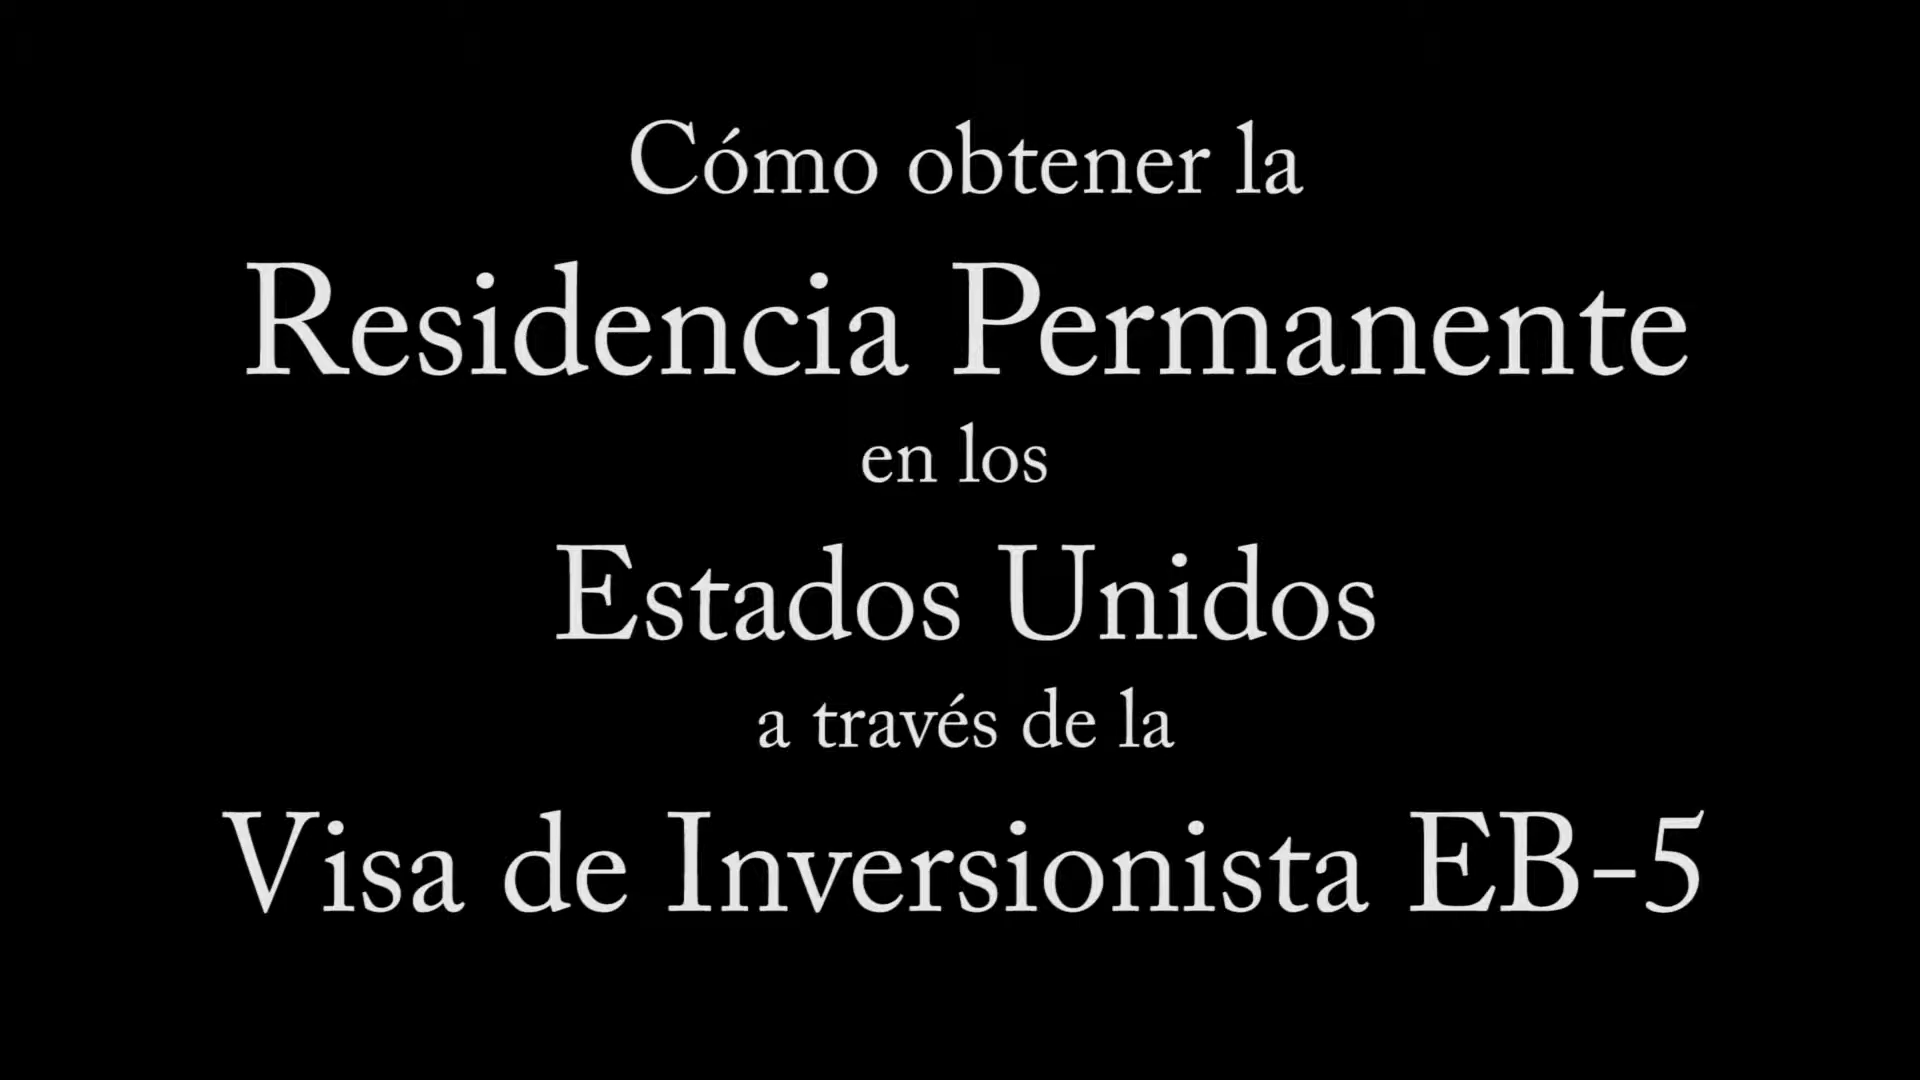 Cómo obtener la
Residencia Permanente
en los
Estados Unidos
a través de la
Visa de Inversionista EB-5